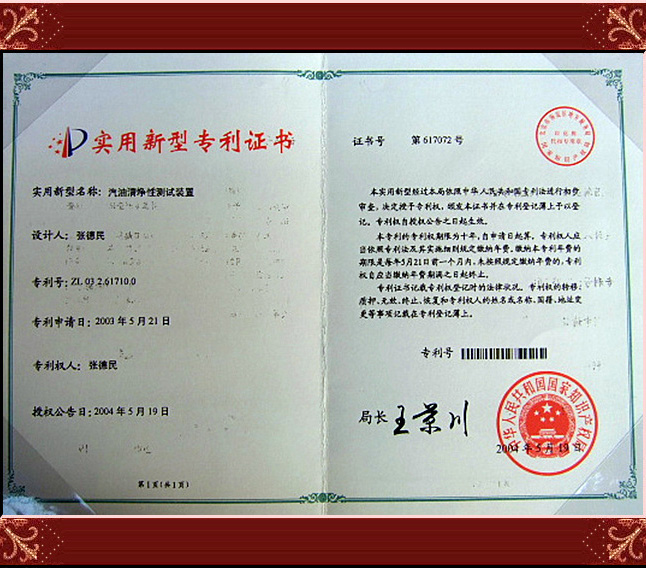 实用新型专利证书
实用新型名称:汽油清净性测试装置
设计人:张德民
专利号:ZL 03 2 61710.0
专利申请日:2003年5月21日
专利权人:张德民
授权公告日:2004年5月19日
第1页(共1页)
证书号 第617072号
本实用新型经过本局依照中华人民共和国专利法进行初步
审查,决定授予专利权,颁发本证书并在专利登记簿上予以登
记。专利权自授权公告之日起生效。
本专利的专利权期限为十年,自申请日起算。专利权人应
当依照专利法及其实施细则规定缴纳年费。缴纳本专利年费的
期限是每年5月21日前一个月内。未按照规定缴纳年费的,专利
权自应当缴纳年费期满之日起终止。
专利证书记载专利权登记时的法律状况。专利权的转移、
质押、无效、终止、恢复和专利权人的姓名或名称、国籍、地址变
更等事项记载在专利登记簿上。
专利号
局长 王景川
中华人民共和国国家知识产权局
2004年5月19日